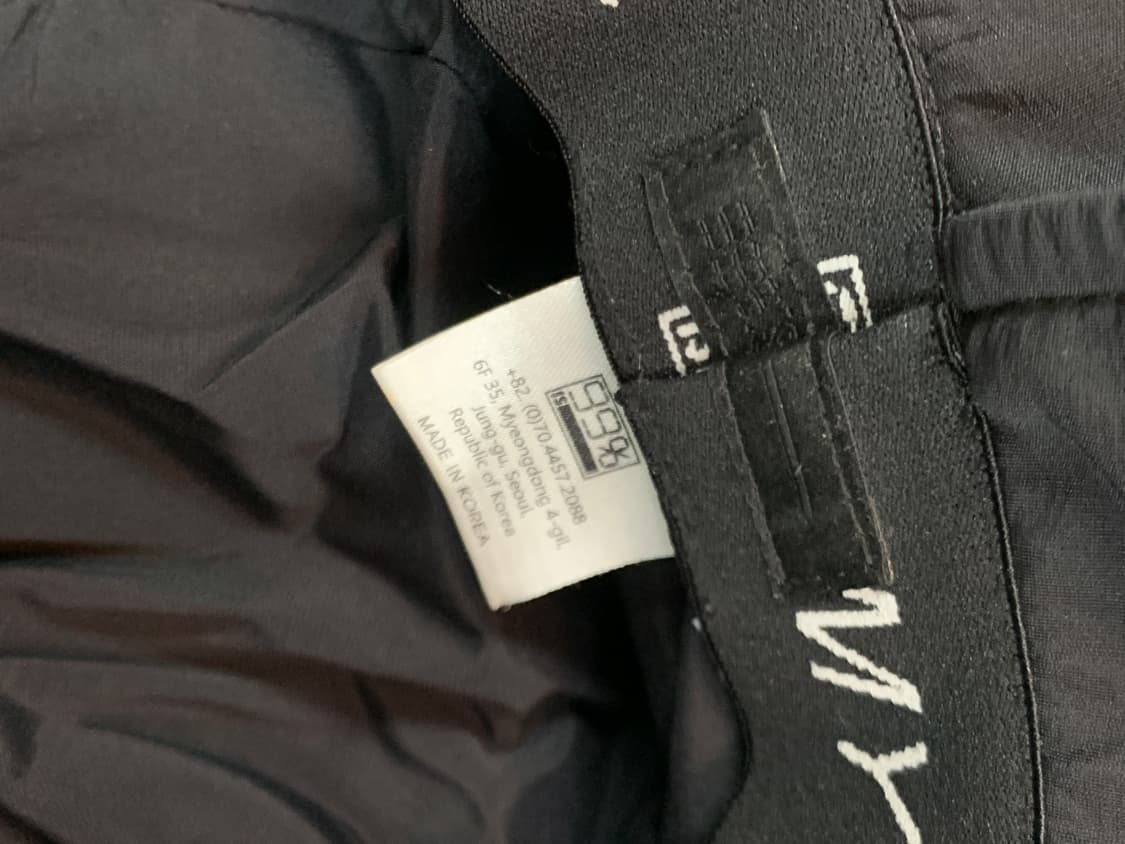 99%
IS
+82. (0)70.4457.2088
6F 35, Myeongdong 4-gil,
Jung-gu, Seoul,
Republic of Korea
MADE IN KOREA